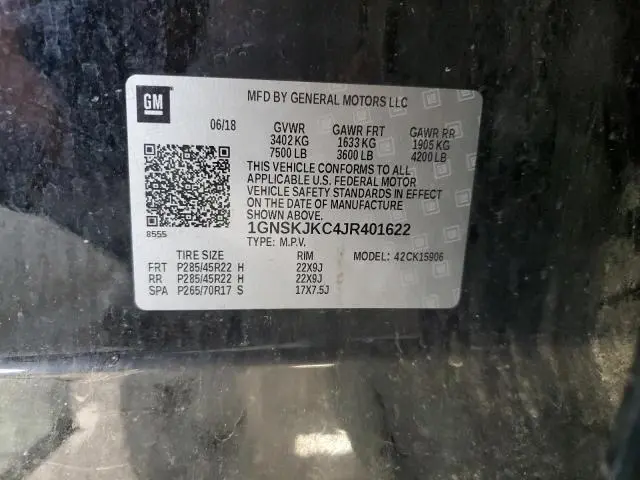 GM
MFD BY GENERAL MOTORS LLC
06/18 GVWR GAWR FRT GAWR RR
3402 KG 1633 KG 1905 KG
7500 LB 3600 LB 4200 LB
THIS VEHICLE CONFORMS TO ALL
APPLICABLE U.S. FEDERAL MOTOR
VEHICLE SAFETY STANDARDS IN EFFECT
ON THE DATE OF MANUFACTURE
SHOWN ABOVE.
8555 1GNSKJKC4JR401622
TYPE: M.P.V. MODEL: 42CK15906
TIRE SIZE RIM
FRT P285/45R22 H 22X9J
RR P285/45R22 H 22X9J
SPA P265/70R17 S 17X7.5J